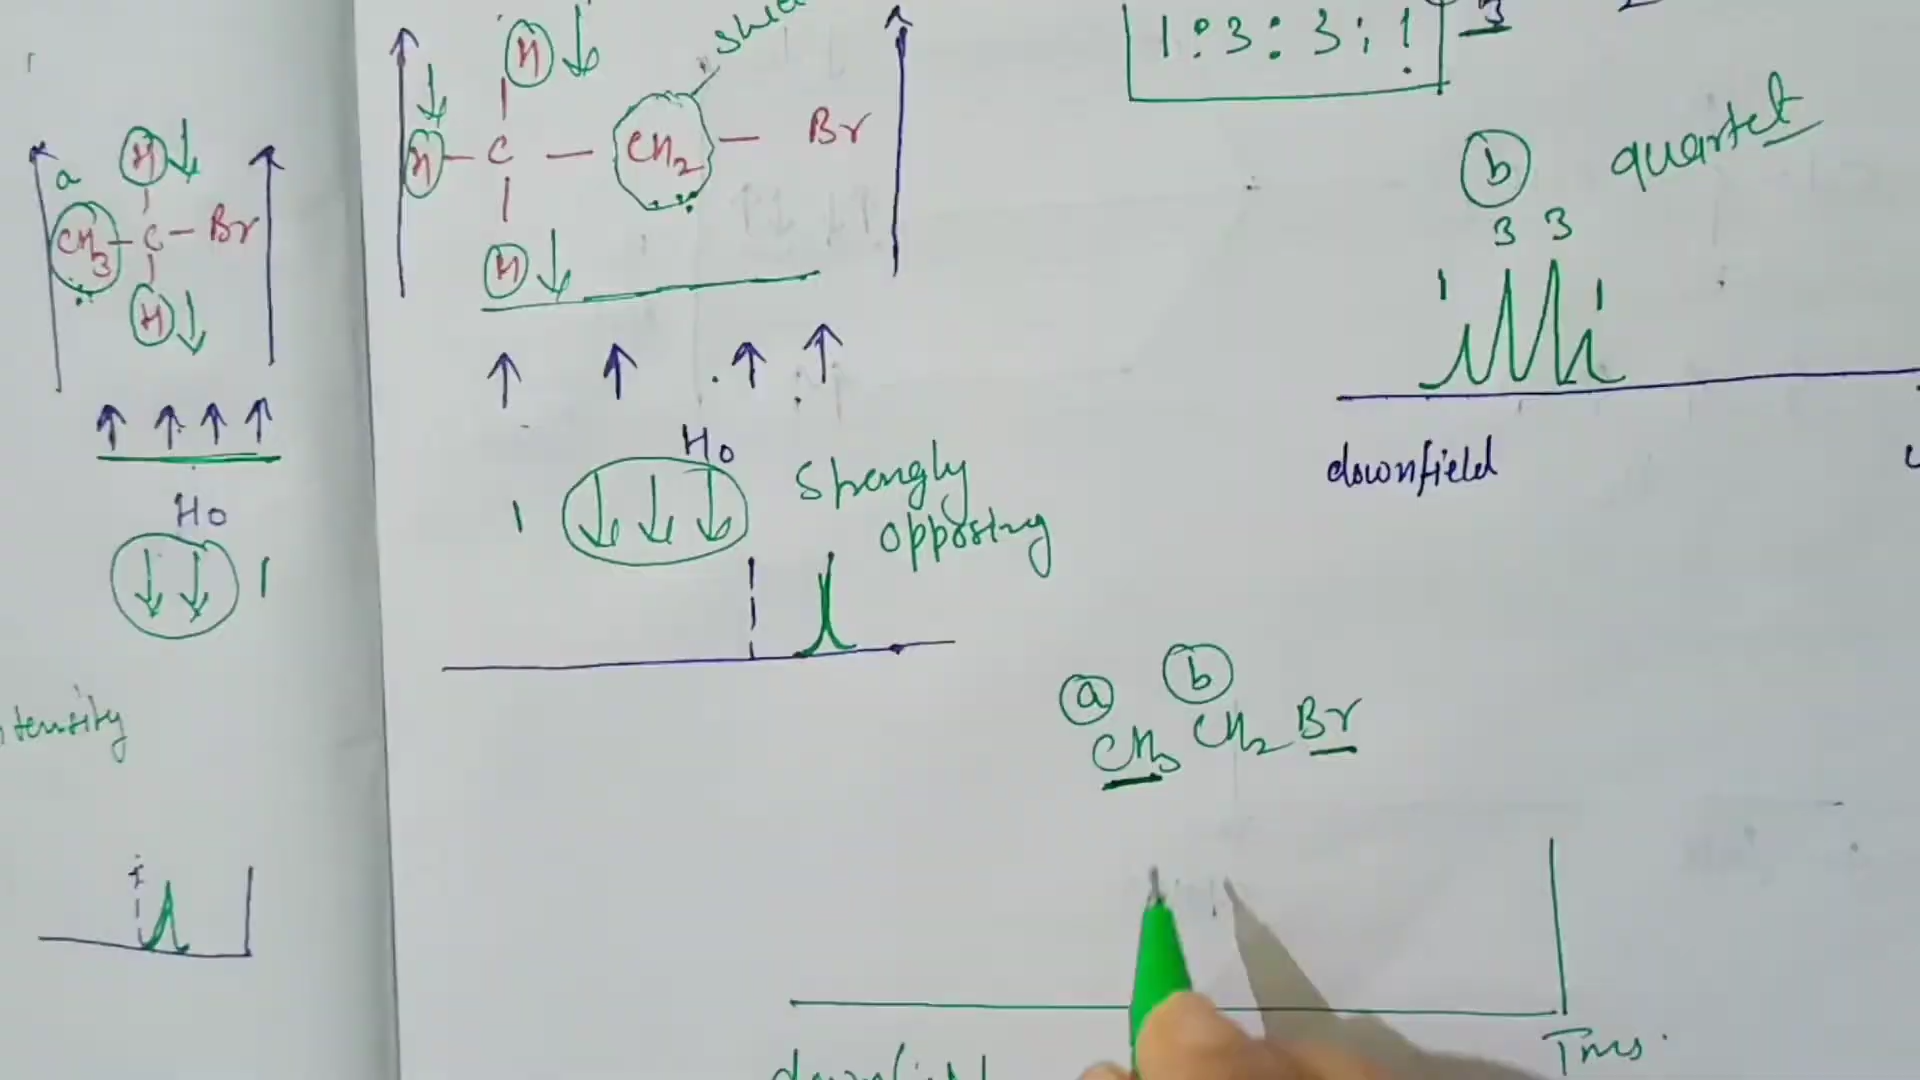 a
H
CH3 - C - Br
H
↑ ↑ ↑ ↑
Ho
↓ ↓ 1
H ↓
H - C - CH2 - Br
H ↓
↑ ↑ ↑ ↑
Ho
1 ↓ ↓ ↓ Strongly
opposing
1 : 3 : 3 : 1
3
b quartet
3 3
1 1
downfield
a b
CH3 CH2 Br
Tms.